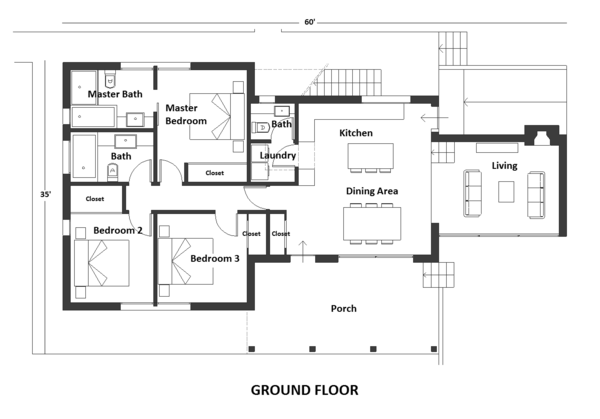 60'
Master Bath
Master
Bedroom
Bath
Kitchen
Bath
Laundry
Living
Closet
35'
Closet
Dining Area
Bedroom 2
Closet
Closet
Bedroom 3
Porch
GROUND FLOOR